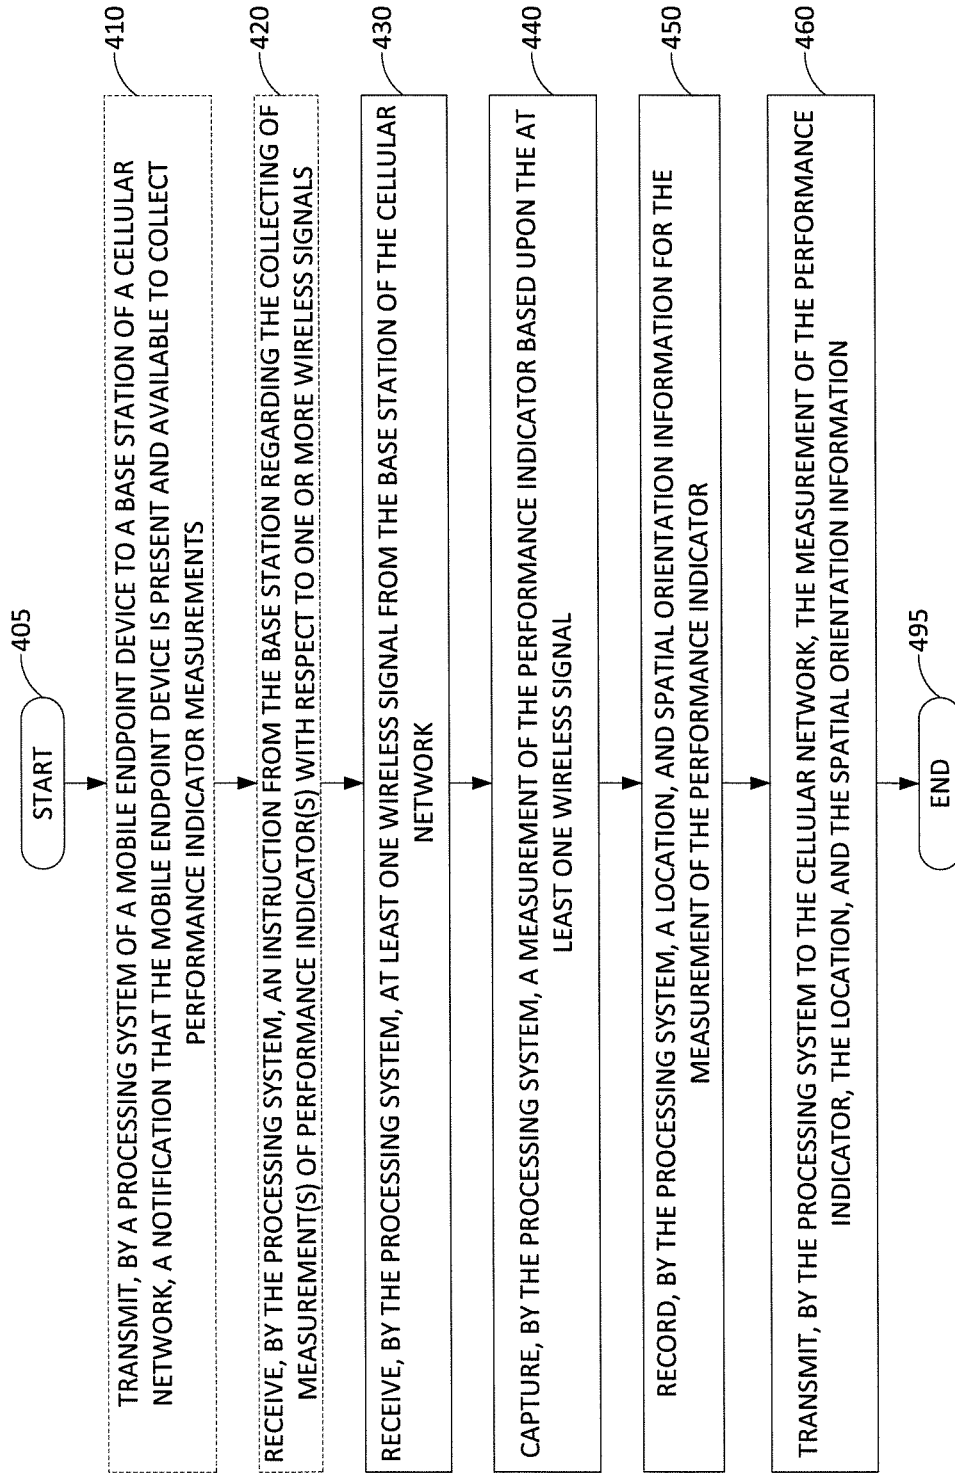 START
405
TRANSMIT, BY A PROCESSING SYSTEM OF A MOBILE ENDPOINT DEVICE TO A BASE STATION OF A CELLULAR
NETWORK, A NOTIFICATION THAT THE MOBILE ENDPOINT DEVICE IS PRESENT AND AVAILABLE TO COLLECT
PERFORMANCE INDICATOR MEASUREMENTS
410
RECEIVE, BY THE PROCESSING SYSTEM, AN INSTRUCTION FROM THE BASE STATION REGARDING THE COLLECTING OF
MEASUREMENT(S) OF PERFORMANCE INDICATOR(S) WITH RESPECT TO ONE OR MORE WIRELESS SIGNALS
420
RECEIVE, BY THE PROCESSING SYSTEM, AT LEAST ONE WIRELESS SIGNAL FROM THE BASE STATION OF THE CELLULAR
NETWORK
430
CAPTURE, BY THE PROCESSING SYSTEM, A MEASUREMENT OF THE PERFORMANCE INDICATOR BASED UPON THE AT
LEAST ONE WIRELESS SIGNAL
440
RECORD, BY THE PROCESSING SYSTEM, A LOCATION, AND SPATIAL ORIENTATION INFORMATION FOR THE
MEASUREMENT OF THE PERFORMANCE INDICATOR
450
TRANSMIT, BY THE PROCESSING SYSTEM TO THE CELLULAR NETWORK, THE MEASUREMENT OF THE PERFORMANCE
INDICATOR, THE LOCATION, AND THE SPATIAL ORIENTATION INFORMATION
460
END
495